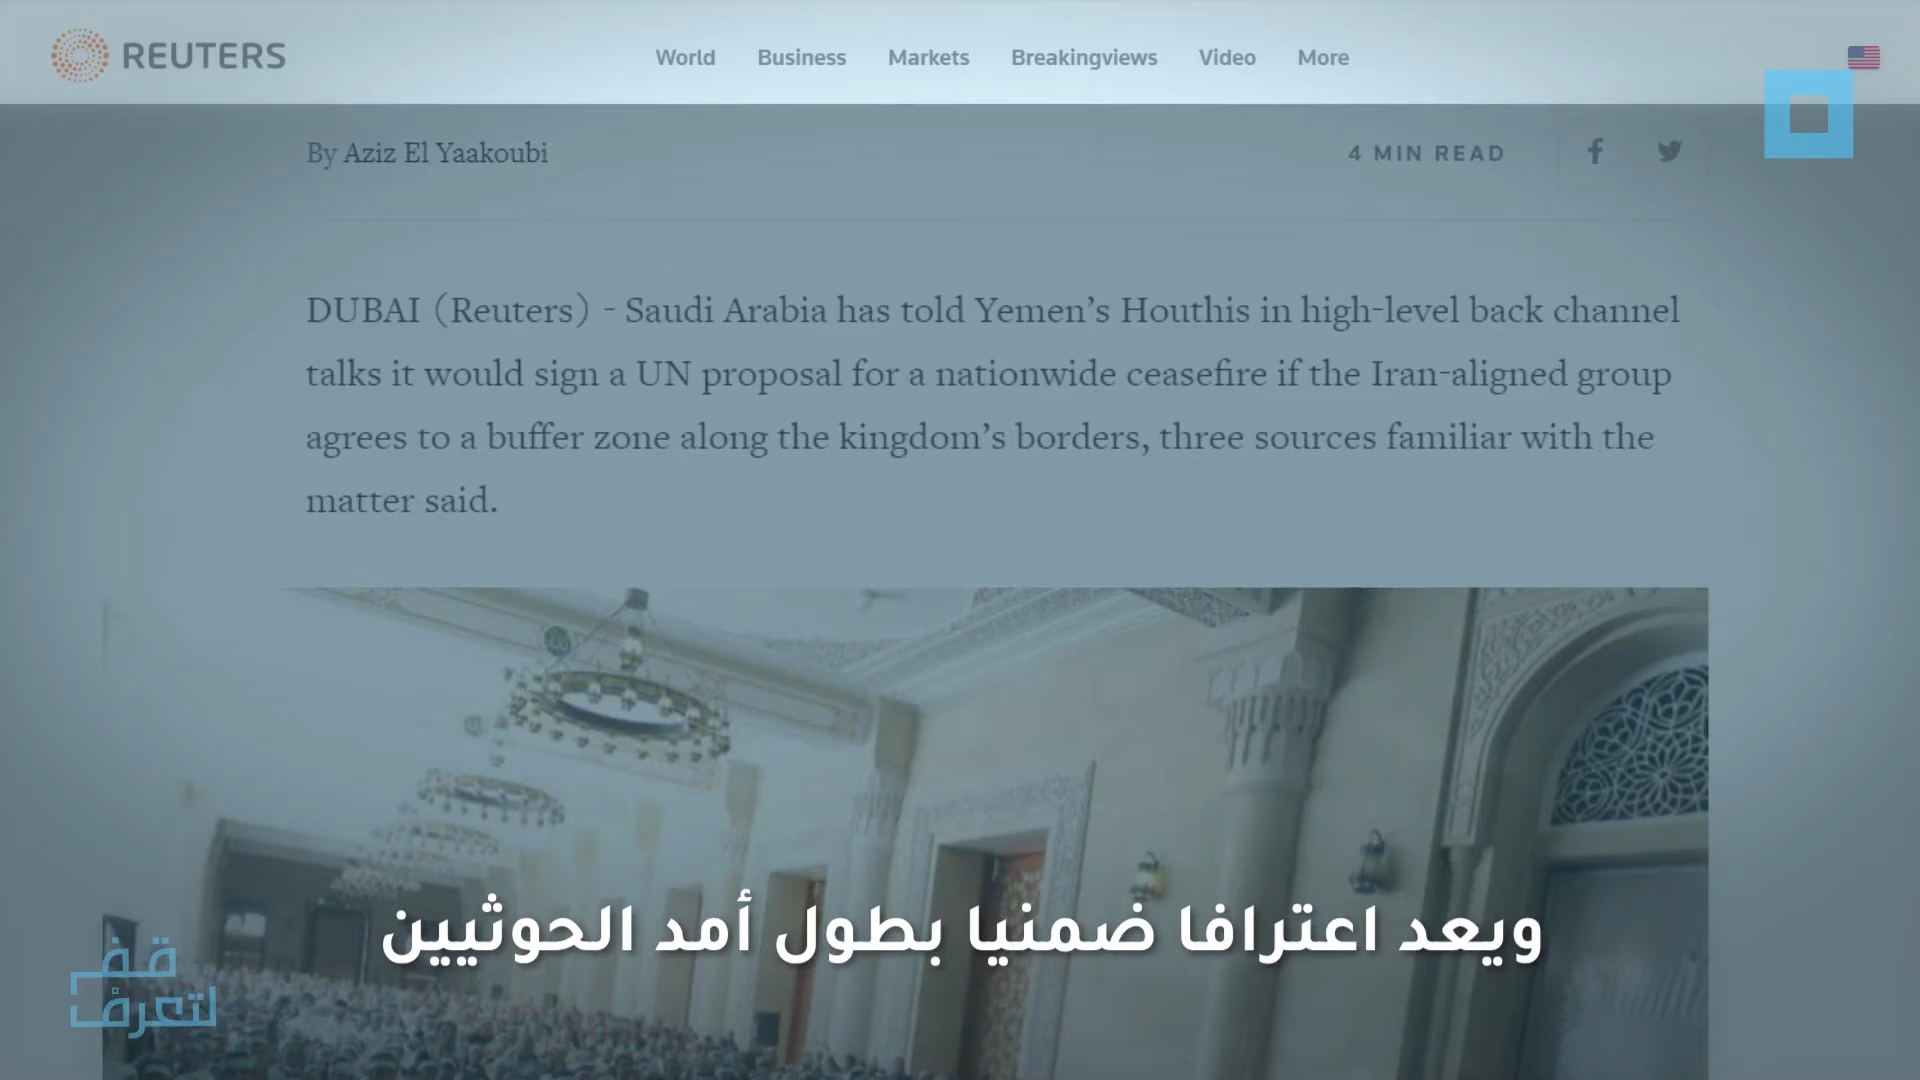 REUTERS
World Business Markets Breakingviews Video More
By Aziz El Yaakoubi
4 MIN READ
DUBAI (Reuters) - Saudi Arabia has told Yemen’s Houthis in high-level back channel
talks it would sign a UN proposal for a nationwide ceasefire if the Iran-aligned group
agrees to a buffer zone along the kingdom’s borders, three sources familiar with the
matter said.
ويعد اعترافا ضمنيا بطول أمد الحوثيين
قف
لتعرف